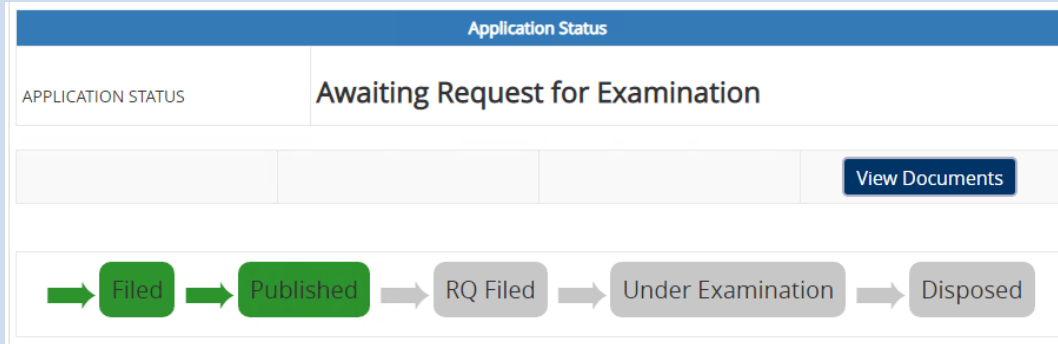 Application Status
APPLICATION STATUS Awaiting Request for Examination
View Documents
Filed Published RQ Filed Under Examination Disposed